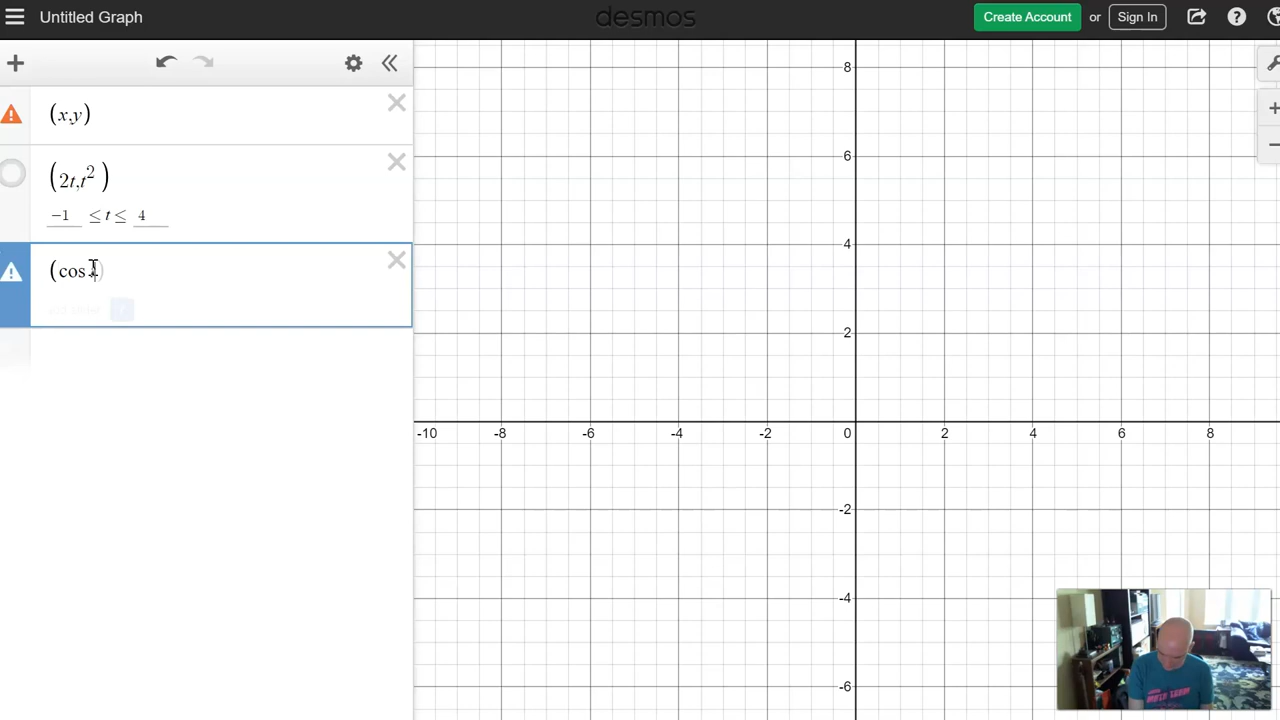 Untitled Graph
desmos
Create Account or Sign In
(x,y)
(2t,t²)
−1 ≤ t ≤ 4
(cos
8
6
4
2
-10 -8 -6 -4 -2 0 2 4 6 8
-2
-4
-6